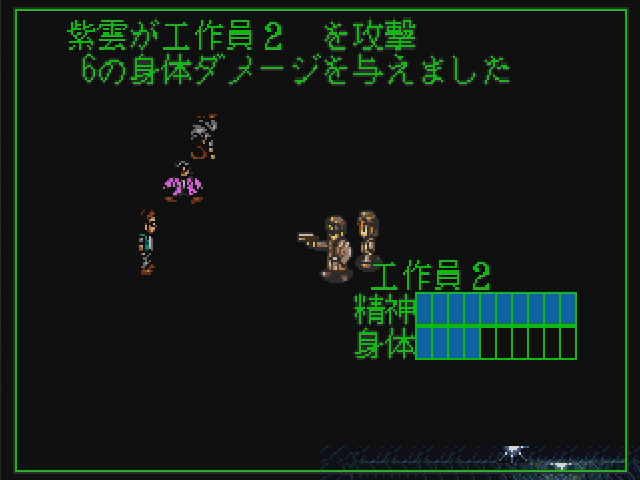 紫雲が工作員２　を攻撃
6の身体ダメージを与えました
工作員２
精神
身体